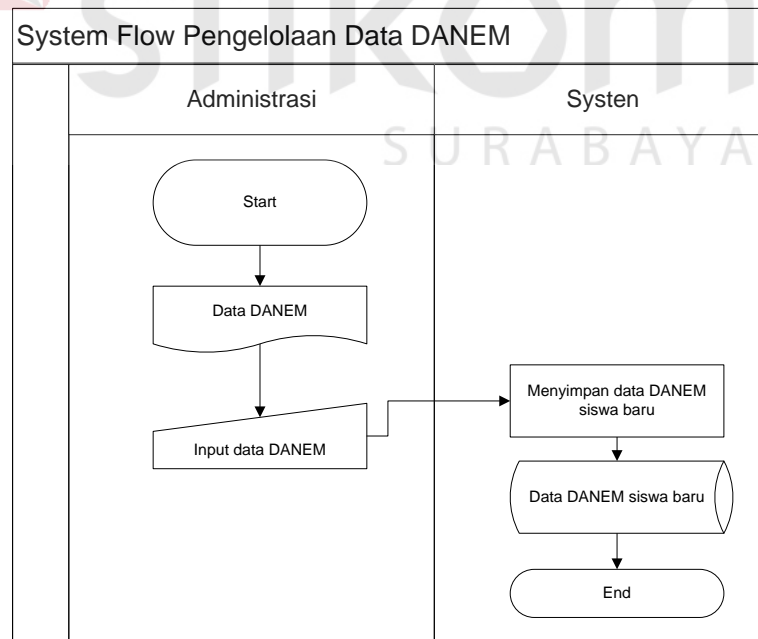 System Flow Pengelolaan Data DANEM
Administrasi
Systen
SURABAYA
Start
Data DANEM
Input data DANEM
Menyimpan data DANEM
siswa baru
Data DANEM siswa baru
End